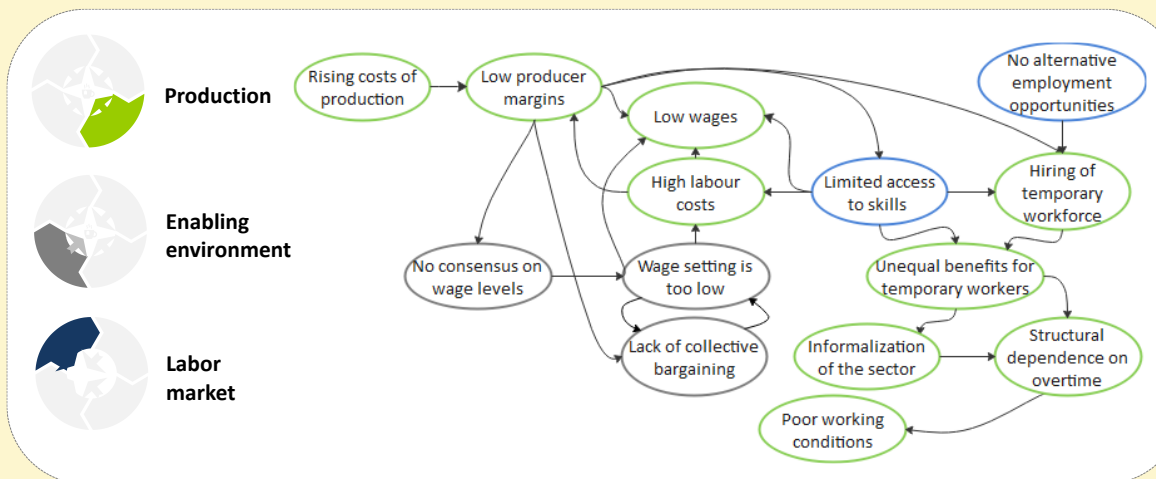 Production
Enabling
environment
Labor
market
Rising costs of
production
Low producer
margins
No alternative
employment
opportunities
Low wages
High labour
costs
Limited access
to skills
Hiring of
temporary
workforce
No consensus on
wage levels
Wage setting is
too low
Unequal benefits for
temporary workers
Lack of collective
bargaining
Informalization
of the sector
Structural
dependence on
overtime
Poor working
conditions